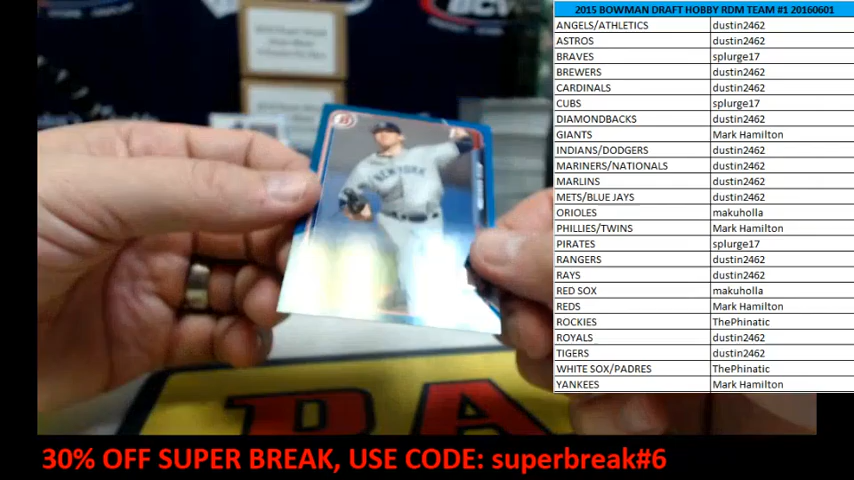 2015 BOWMAN DRAFT HOBBY RDM TEAM #1 20160601
ANGELS/ATHLETICS dustin2462
ASTROS dustin2462
BRAVES splurge17
BREWERS dustin2462
CARDINALS dustin2462
CUBS splurge17
DIAMONDBACKS dustin2462
GIANTS Mark Hamilton
INDIANS/DODGERS dustin2462
MARINERS/NATIONALS dustin2462
MARLINS dustin2462
METS/BLUE JAYS dustin2462
ORIOLES makuholla
PHILLIES/TWINS Mark Hamilton
PIRATES splurge17
RANGERS dustin2462
RAYS dustin2462
RED SOX makuholla
REDS Mark Hamilton
ROCKIES ThePhinatic
ROYALS dustin2462
TIGERS dustin2462
WHITE SOX/PADRES ThePhinatic
YANKEES Mark Hamilton
NEW YORK
DA
30% OFF SUPER BREAK, USE CODE: superbreak#6